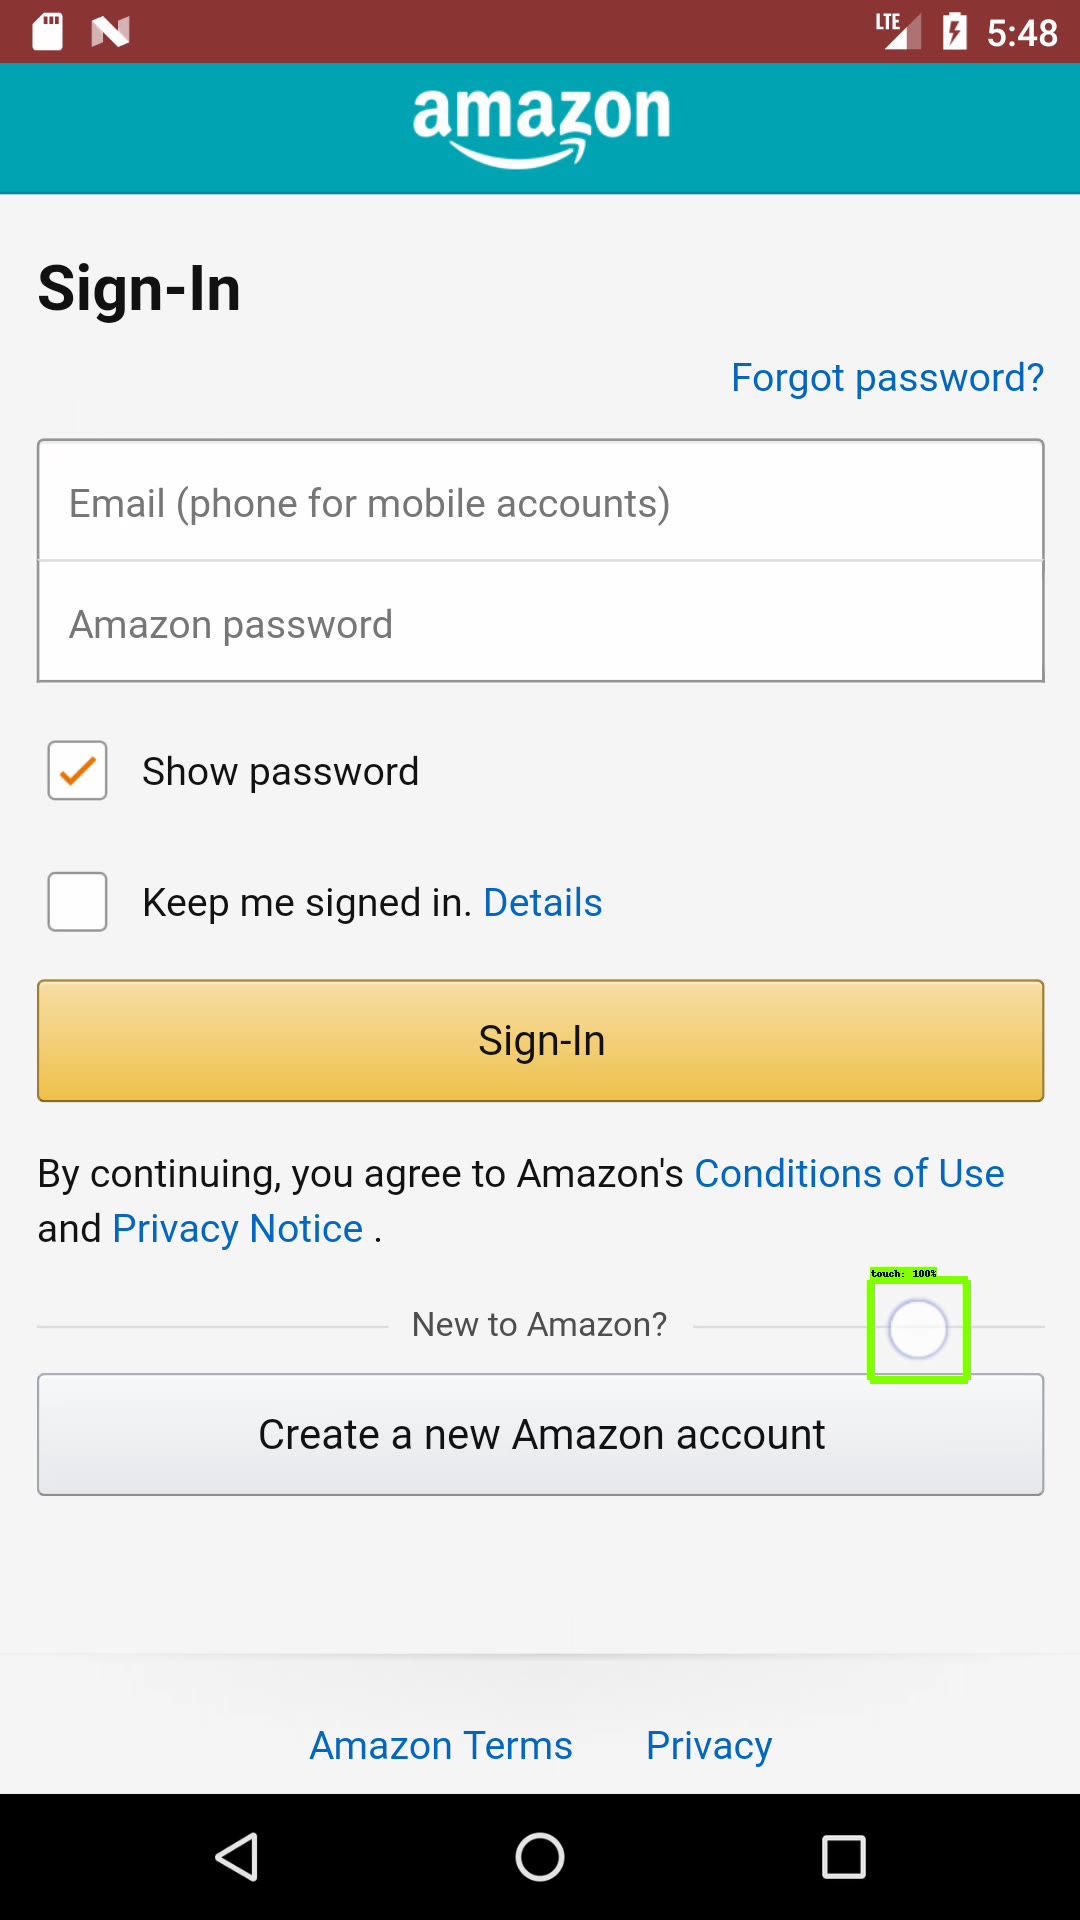 LTE 5:48
amazon
Sign-In
Forgot password?
Email (phone for mobile accounts)
Amazon password
Show password
Keep me signed in. Details
Sign-In
By continuing, you agree to Amazon's Conditions of Use
and Privacy Notice .
touch: 100%
New to Amazon?
Create a new Amazon account
Amazon Terms Privacy